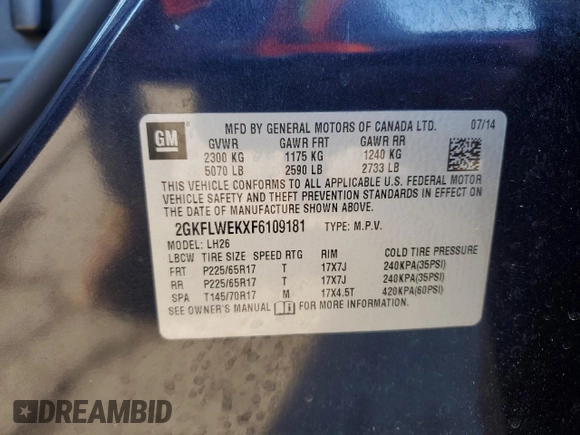 GM
MFD BY GENERAL MOTORS OF CANADA LTD. 07/14
GVWR GAWR FRT GAWR RR
2300 KG 1175 KG 1240 KG
5070 LB 2590 LB 2733 LB
THIS VEHICLE CONFORMS TO ALL APPLICABLE U.S. FEDERAL MOTOR
VEHICLE SAFETY AND THEFT PREVENTION STANDARDS IN EFFECT ON
THE DATE OF MANUFACTURE SHOWN ABOVE.
2GKFLWEKXF6109181 TYPE: M.P.V.
MODEL: LH26
LBCW TIRE SIZE SPEED RTG RIM COLD TIRE PRESSURE
FRT P225/65R17 T 17X7J 240KPA(35PSI)
RR P225/65R17 T 17X7J 240KPA(35PSI)
SPA T145/70R17 M 17X4.5T 420KPA(60PSI)
SEE OWNER'S MANUAL FOR MORE INFORMATION.
DREAMBID